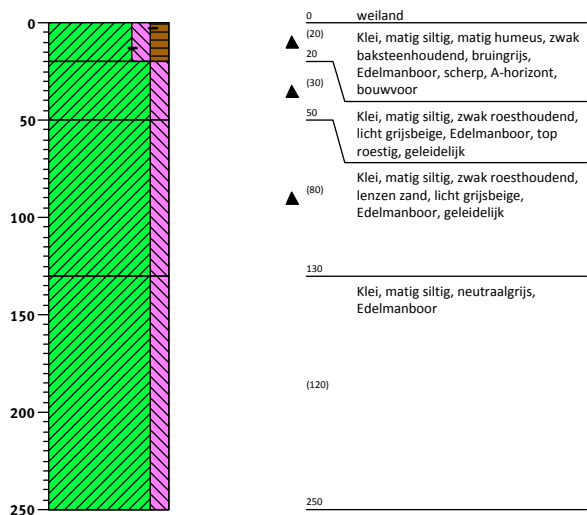 0
50
100
150
200
250
0 weiland
(20)
Klei, matig siltig, matig humeus, zwak
20
baksteenhoudend, bruingrijs,
Edelmanboor, scherp, A-horizont,
bouwvoor
(30)
50
Klei, matig siltig, zwak roesthoudend,
licht grijsbeige, Edelmanboor, top
roestig, geleidelijk
(80)
Klei, matig siltig, zwak roesthoudend,
lenzen zand, licht grijsbeige,
Edelmanboor, geleidelijk
130
Klei, matig siltig, neutraalgrijs,
Edelmanboor
(120)
250